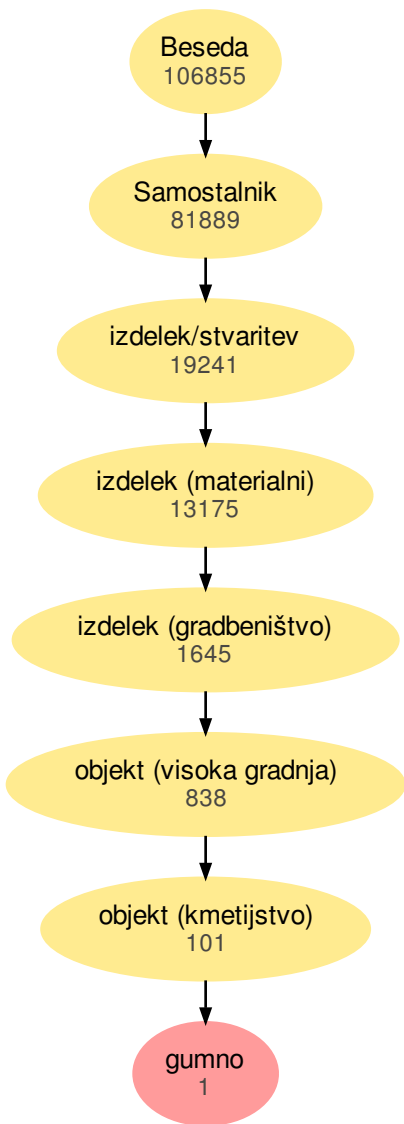 Beseda
106855
Samostalnik
81889
izdelek/stvaritev
19241
izdelek (materialni)
13175
izdelek (gradbeništvo)
1645
objekt (visoka gradnja)
838
objekt (kmetijstvo)
101
gumno
1